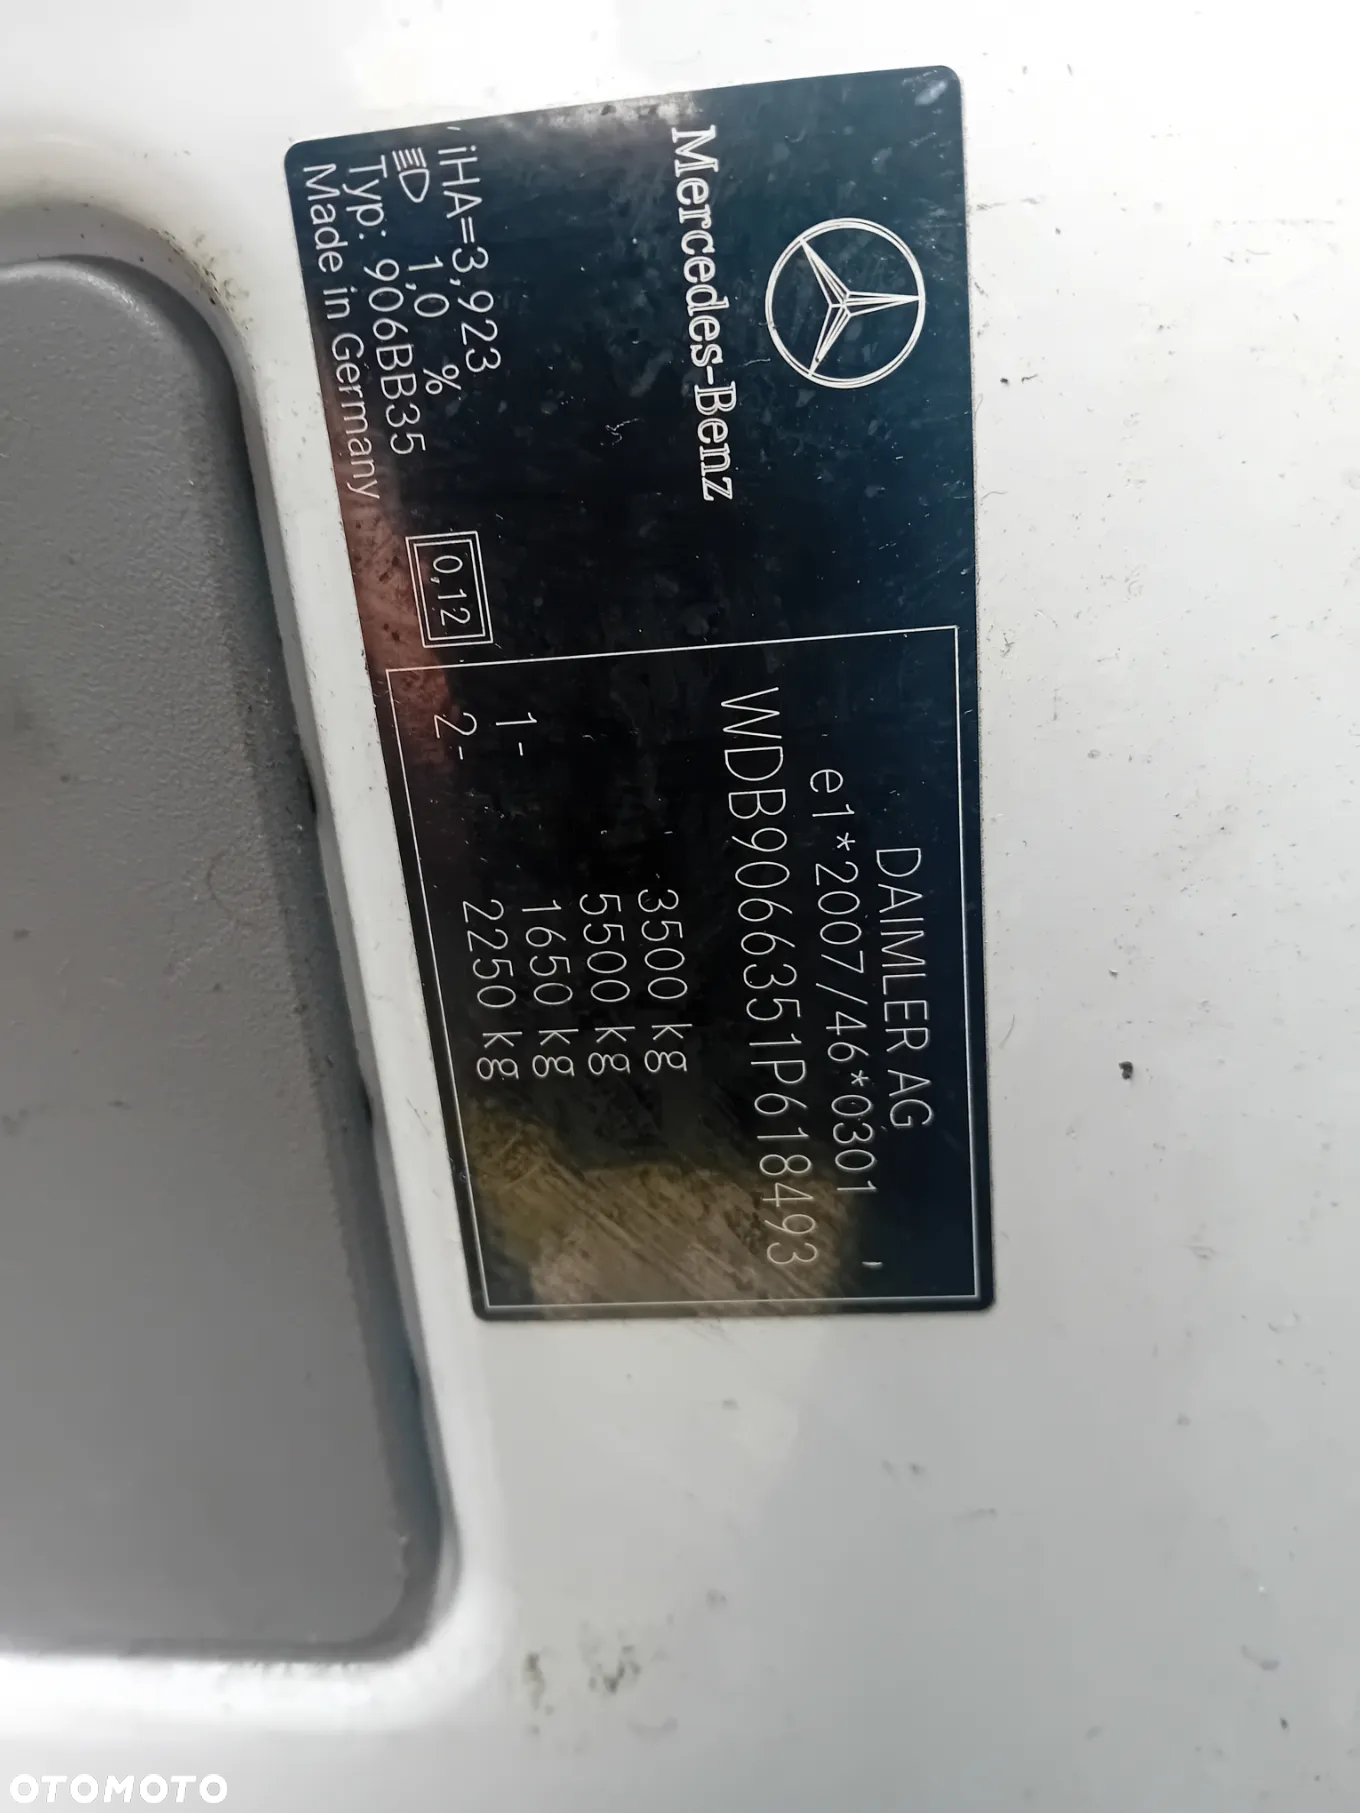 Mercedes-Benz
iHA=3,923
1,0 %
Typ: 906BB35
Made in Germany
0,12
DAIMLER AG
e1*2007/46*0301
WDB9066351P618493
3500 kg
5500 kg
1- 1650 kg
2- 2250 kg
OTOMOTO